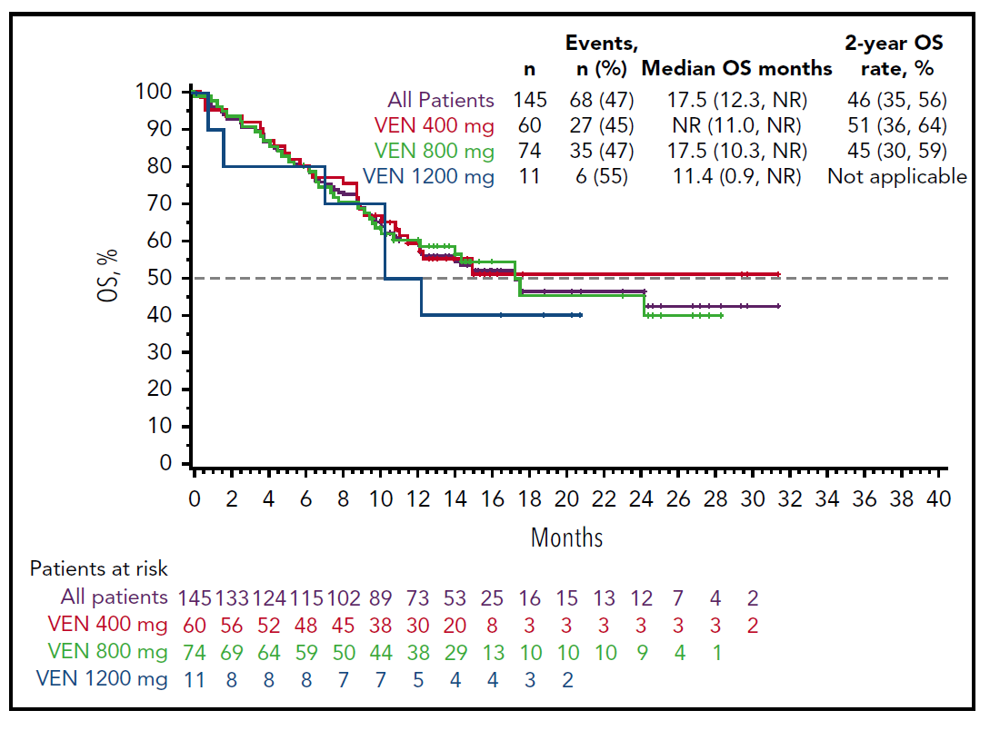 Events, 2-year OS
n n (%) Median OS months rate, %
All Patients 145 68 (47) 17.5 (12.3, NR) 46 (35, 56)
VEN 400 mg 60 27 (45) NR (11.0, NR) 51 (36, 64)
VEN 800 mg 74 35 (47) 17.5 (10.3, NR) 45 (30, 59)
VEN 1200 mg 11 6 (55) 11.4 (0.9, NR) Not applicable
OS, %
100
90
80
70
60
50
40
30
20
10
0
0 2 4 6 8 10 12 14 16 18 20 22 24 26 28 30 32 34 36 38 40
Months
Patients at risk
All patients 145 133 124 115 102 89 73 53 25 16 15 13 12 7 4 2
VEN 400 mg 60 56 52 48 45 38 30 20 8 3 3 3 3 3 3 2
VEN 800 mg 74 69 64 59 50 44 38 29 13 10 10 10 9 4 1
VEN 1200 mg 11 8 8 8 7 7 5 4 4 3 2